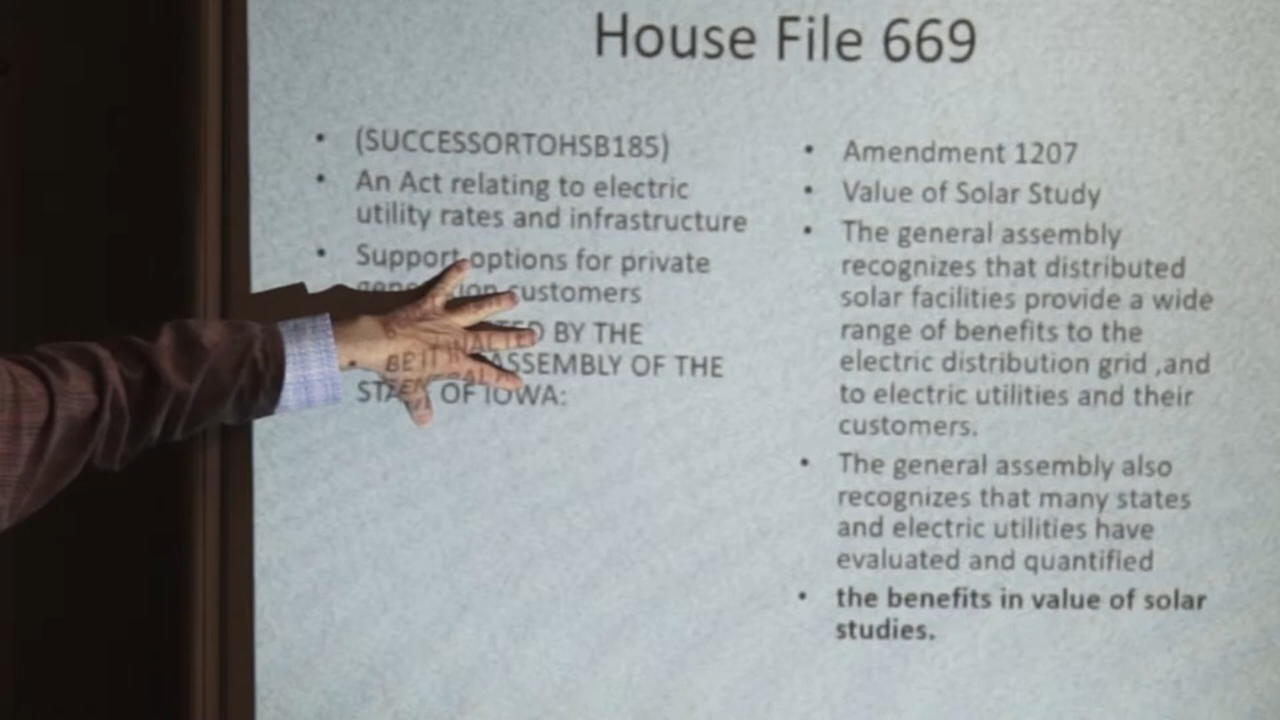 House File 669
(SUCCESSORTOHSB185)
An Act relating to electric
utility rates and infrastructure
Support options for private
customers
BE IT BY THE
ASSEMBLY OF THE
OF IOWA:
Amendment 1207
Value of Solar Study
The general assembly
recognizes that distributed
solar facilities provide a wide
range of benefits to the
electric distribution grid ,and
to electric utilities and their
customers.
The general assembly also
recognizes that many states
and electric utilities have
evaluated and quantified
the benefits in value of solar
studies.